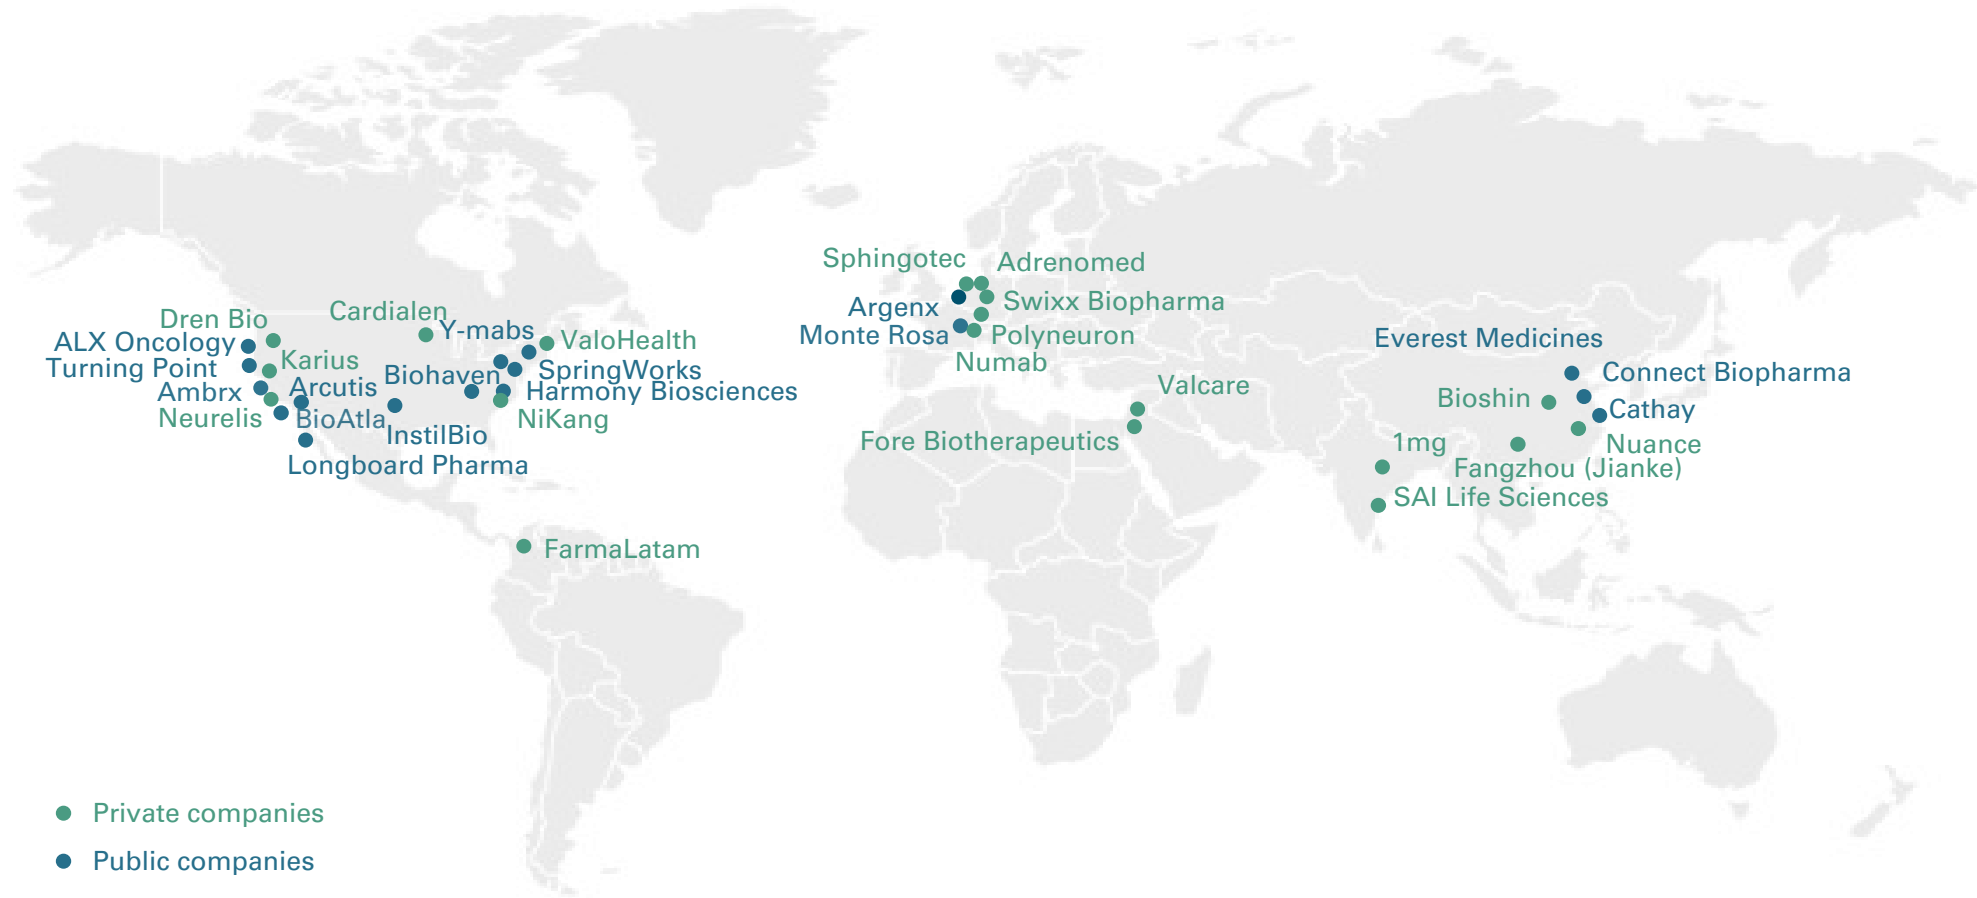 Sphingotec
Adrenomed
Argenx
Swixx Biopharma
Monte Rosa
Polyneuron
Numab
Dren Bio
Cardialen
ALX Oncology
Y-mabs
ValoHealth
Turning Point
Karius
SpringWorks
Ambrx
Arcutis
Biohaven
Harmony Biosciences
Neurelis
BioAtla
NiKang
InstilBio
Longboard Pharma
Everest Medicines
Connect Biopharma
Valcare
Bioshin
Cathay
Fore Biotherapeutics
1mg
Nuance
Fangzhou (Jianke)
SAI Life Sciences
FarmaLatam
Private companies
Public companies